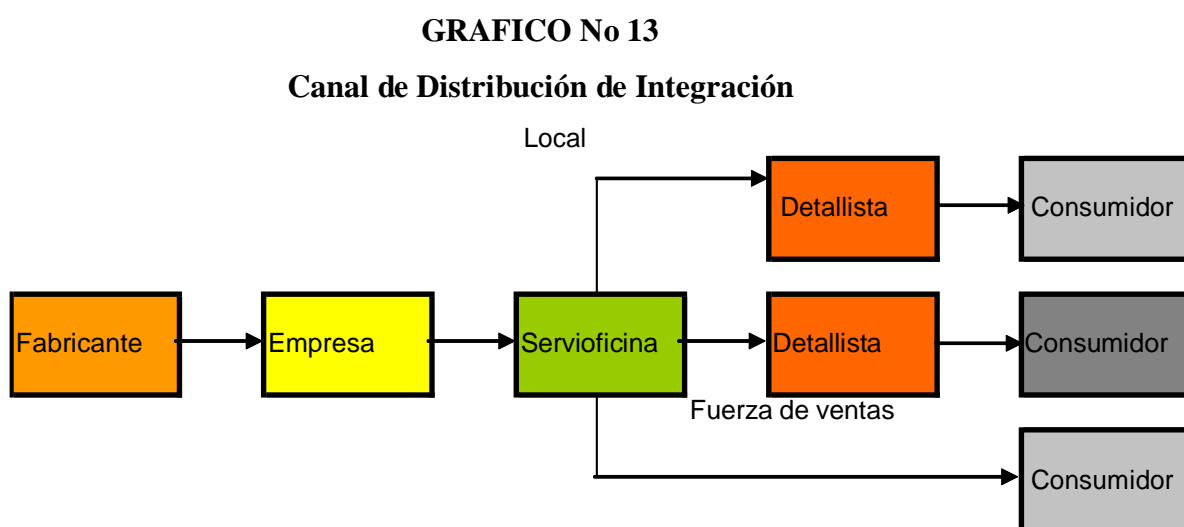 GRAFICO No 13
Canal de Distribución de Integración
Local
Detallista
Consumidor
Fabricante
Empresa
Servioficina
Detallista
Consumidor
Fuerza de ventas
Consumidor